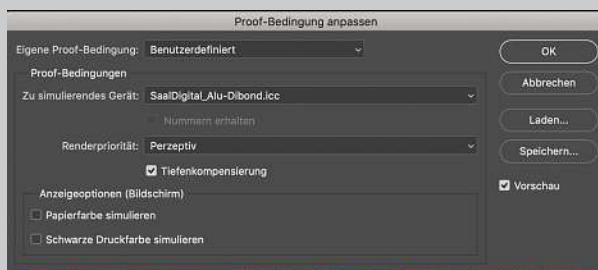 Proof-Bedingung anpassen
Eigene Proof-Bedingung: Benutzerdefiniert
OK
Proof-Bedingungen
Abbrechen
Zu simulierendes Gerät: SaalDigital_Alu-Dibond.icc
Nummern erhalten
Laden...
Renderpriorität: Perzeptiv
Speichern...
Tiefenkompensierung
Vorschau
Anzeigeoptionen (Bildschirm)
Papierfarbe simulieren
Schwarze Druckfarbe simulieren